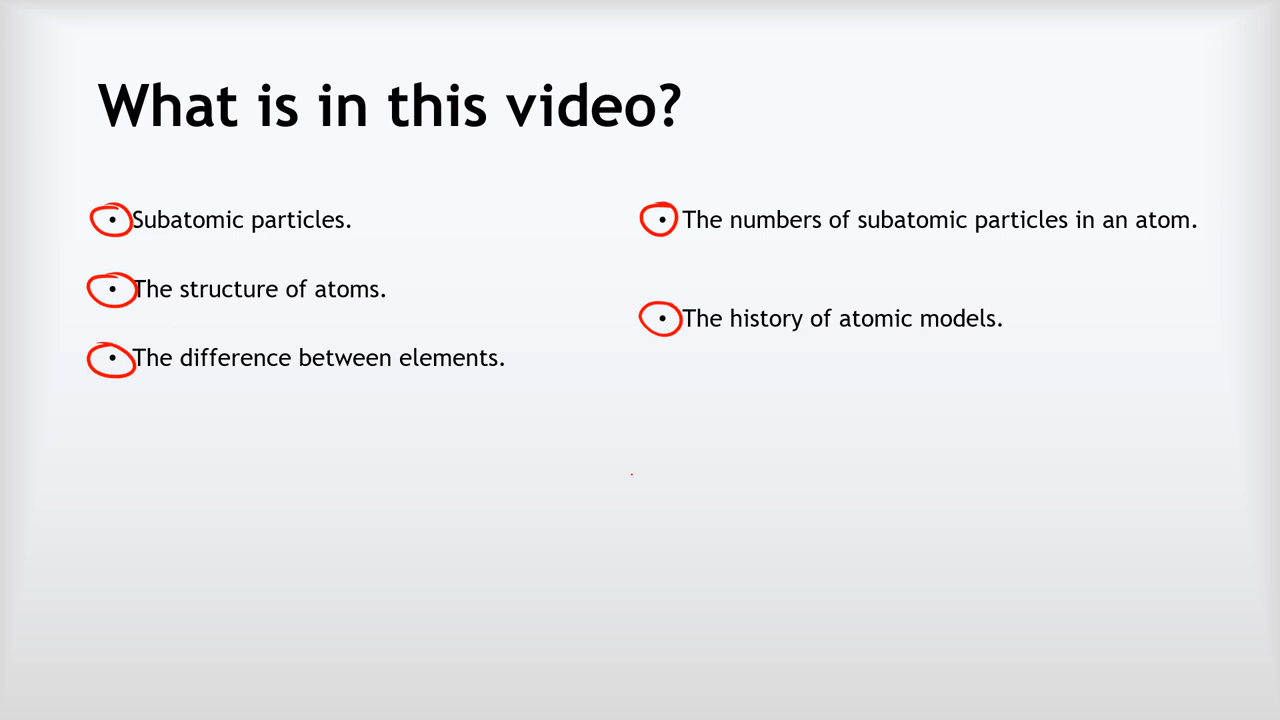 What is in this video?
• Subatomic particles.
• The structure of atoms.
• The difference between elements.
• The numbers of subatomic particles in an atom.
• The history of atomic models.